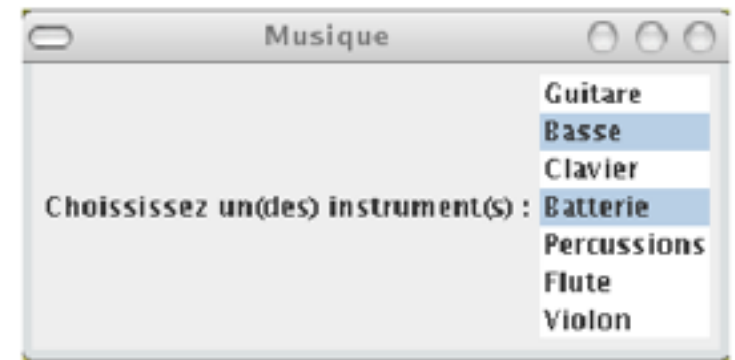 Musique
Guitare
Basse
Clavier
Choississez un(des) instrument(s) : Batterie
Percussions
Flute
Violon